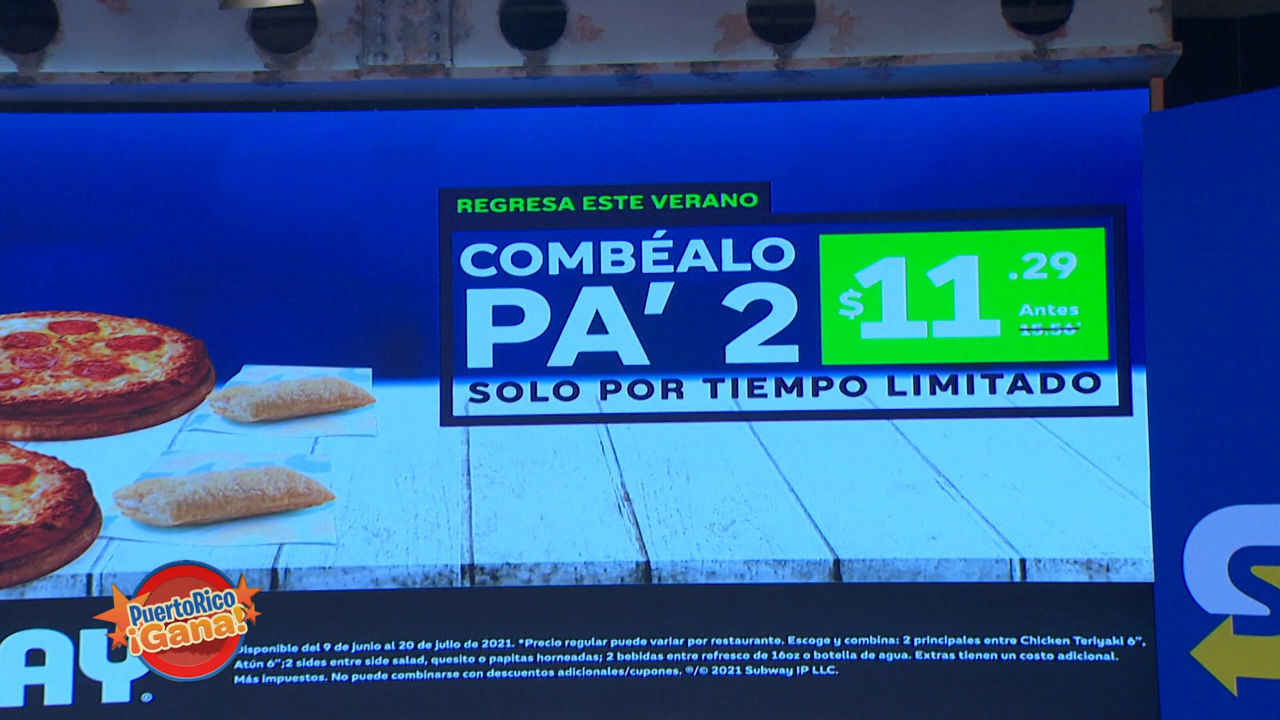 REGRESA ESTE VERANO
COMBÉALO
PA' 2
$11.29
Antes
15.56*
SOLO POR TIEMPO LIMITADO
AY®
PuertoRico
¡Gana!
Disponible del 9 de junio al 20 de julio de 2021. *Precio regular puede variar por restaurante. Escoge y combina: 2 principales entre Chicken Teriyaki 6",
Atún 6";2 sides entre side salad, quesito o papitas horneadas; 2 bebidas entre refresco de 16oz o botella de agua. Extras tienen un costo adicional.
Más impuestos. No puede combinarse con descuentos adicionales/cupones. ®/© 2021 Subway IP LLC.